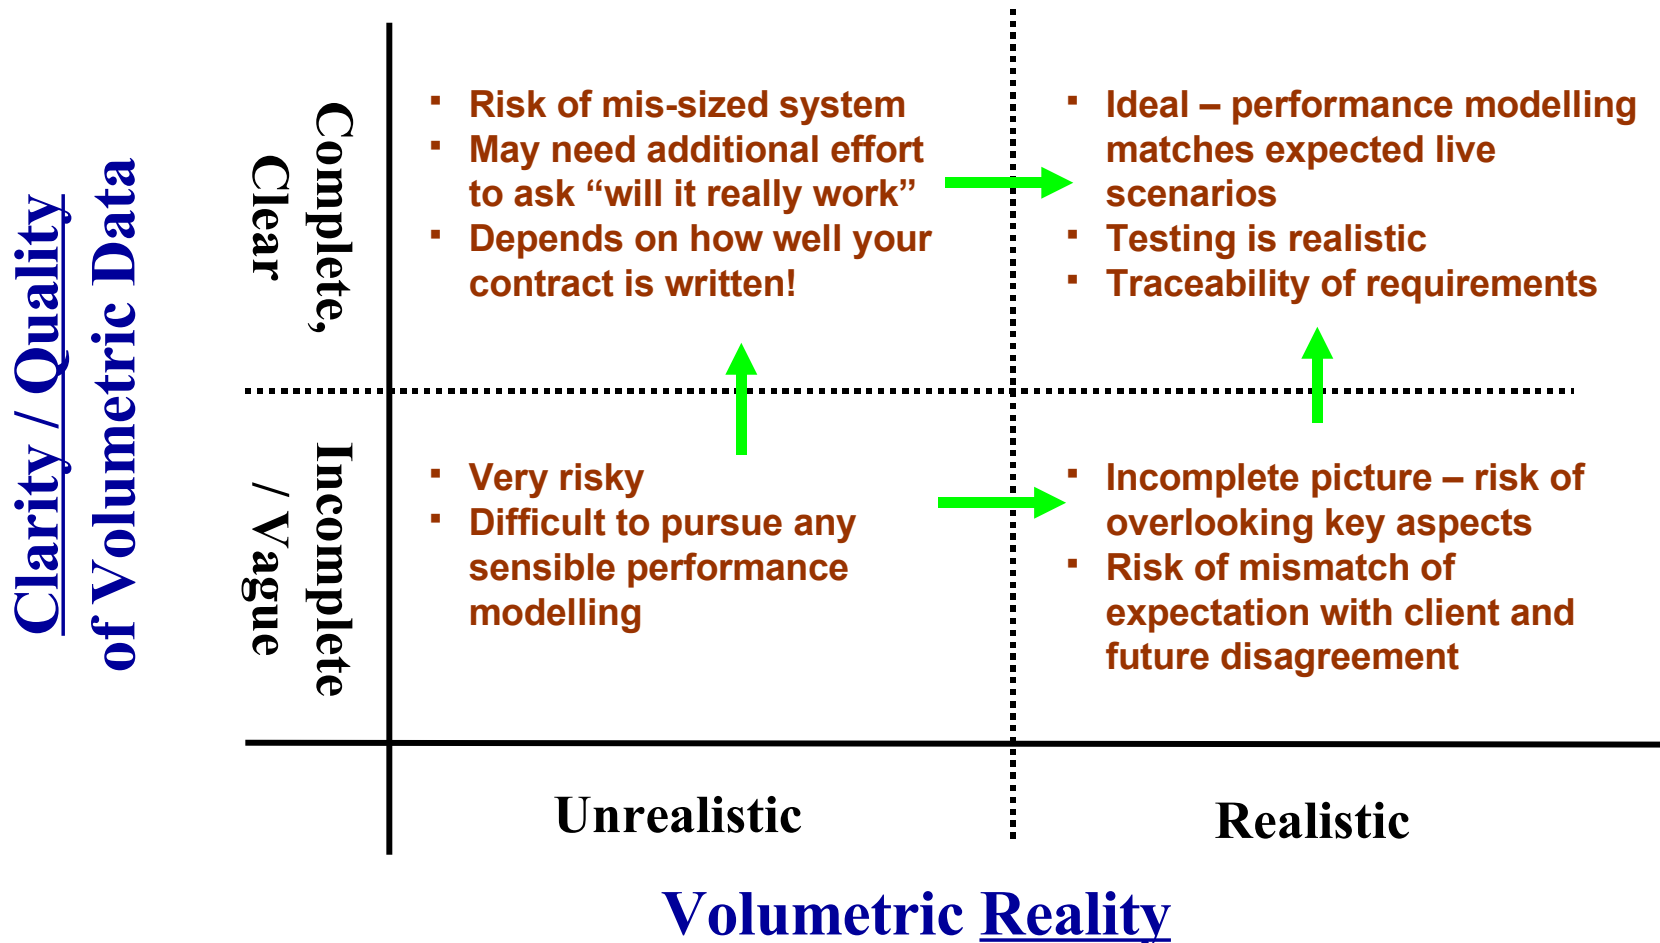 Clarity / Quality
of Volumetric Data
Complete,
Clear
▪ Risk of mis-sized system
▪ May need additional effort
to ask “will it really work”
▪ Depends on how well your
contract is written!
▪ Ideal – performance modelling
matches expected live
scenarios
▪ Testing is realistic
▪ Traceability of requirements
Incomplete
/ Vague
▪ Very risky
▪ Difficult to pursue any
sensible performance
modelling
▪ Incomplete picture – risk of
overlooking key aspects
▪ Risk of mismatch of
expectation with client and
future disagreement
Unrealistic
Realistic
Volumetric Reality